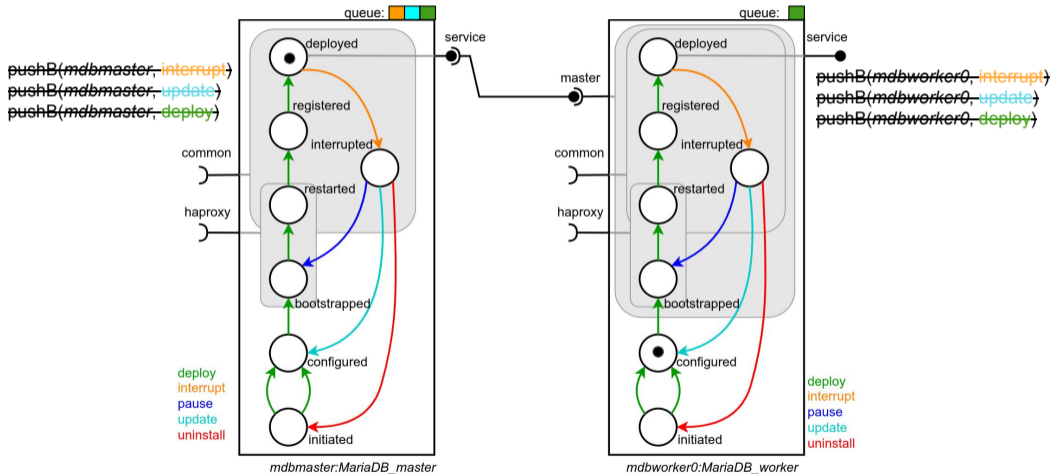 queue:
queue:
deployed
service
deployed
service
pushB(mdbmaster, interrupt)
pushB(mdbmaster, update)
pushB(mdbmaster, deploy)
master
pushB(mdbworker0, interrupt)
pushB(mdbworker0, update)
pushB(mdbworker0, deploy)
registered
registered
interrupted
interrupted
common
common
restarted
restarted
haproxy
haproxy
bootstrapped
bootstrapped
configured
configured
deploy
interrupt
pause
update
uninstall
deploy
interrupt
pause
update
uninstall
initiated
initiated
mdbmaster:MariaDB_master
mdbworker0:MariaDB_worker